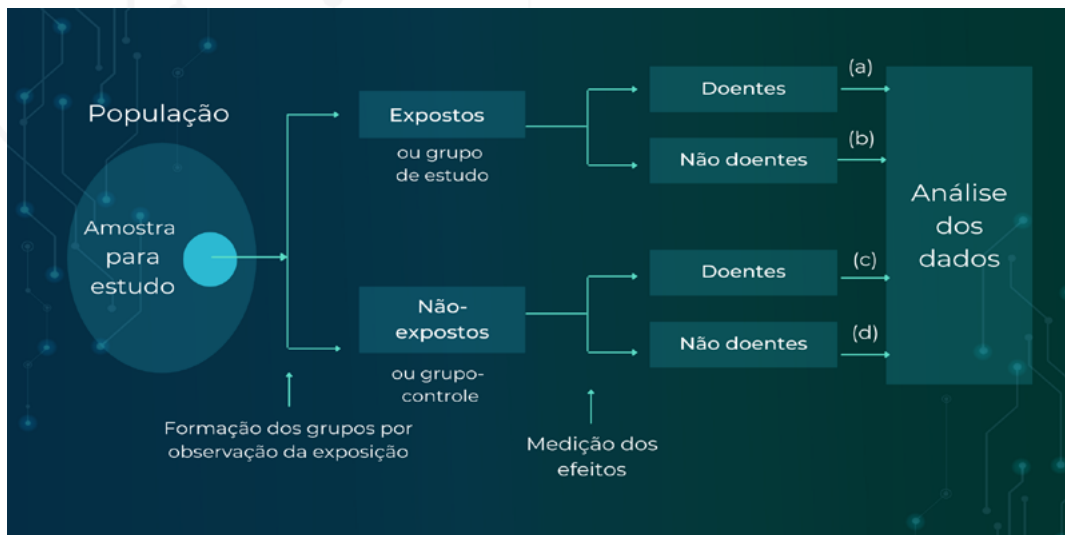 População
Amostra
para
estudo
Expostos
ou grupo
de estudo
Não-
expostos
ou grupo-
controle
Formação dos grupos por
observação da exposição
Doentes
Não doentes
Doentes
Não doentes
Medição dos
efeitos
(a)
(b)
(c)
(d)
Análise
dos
dados